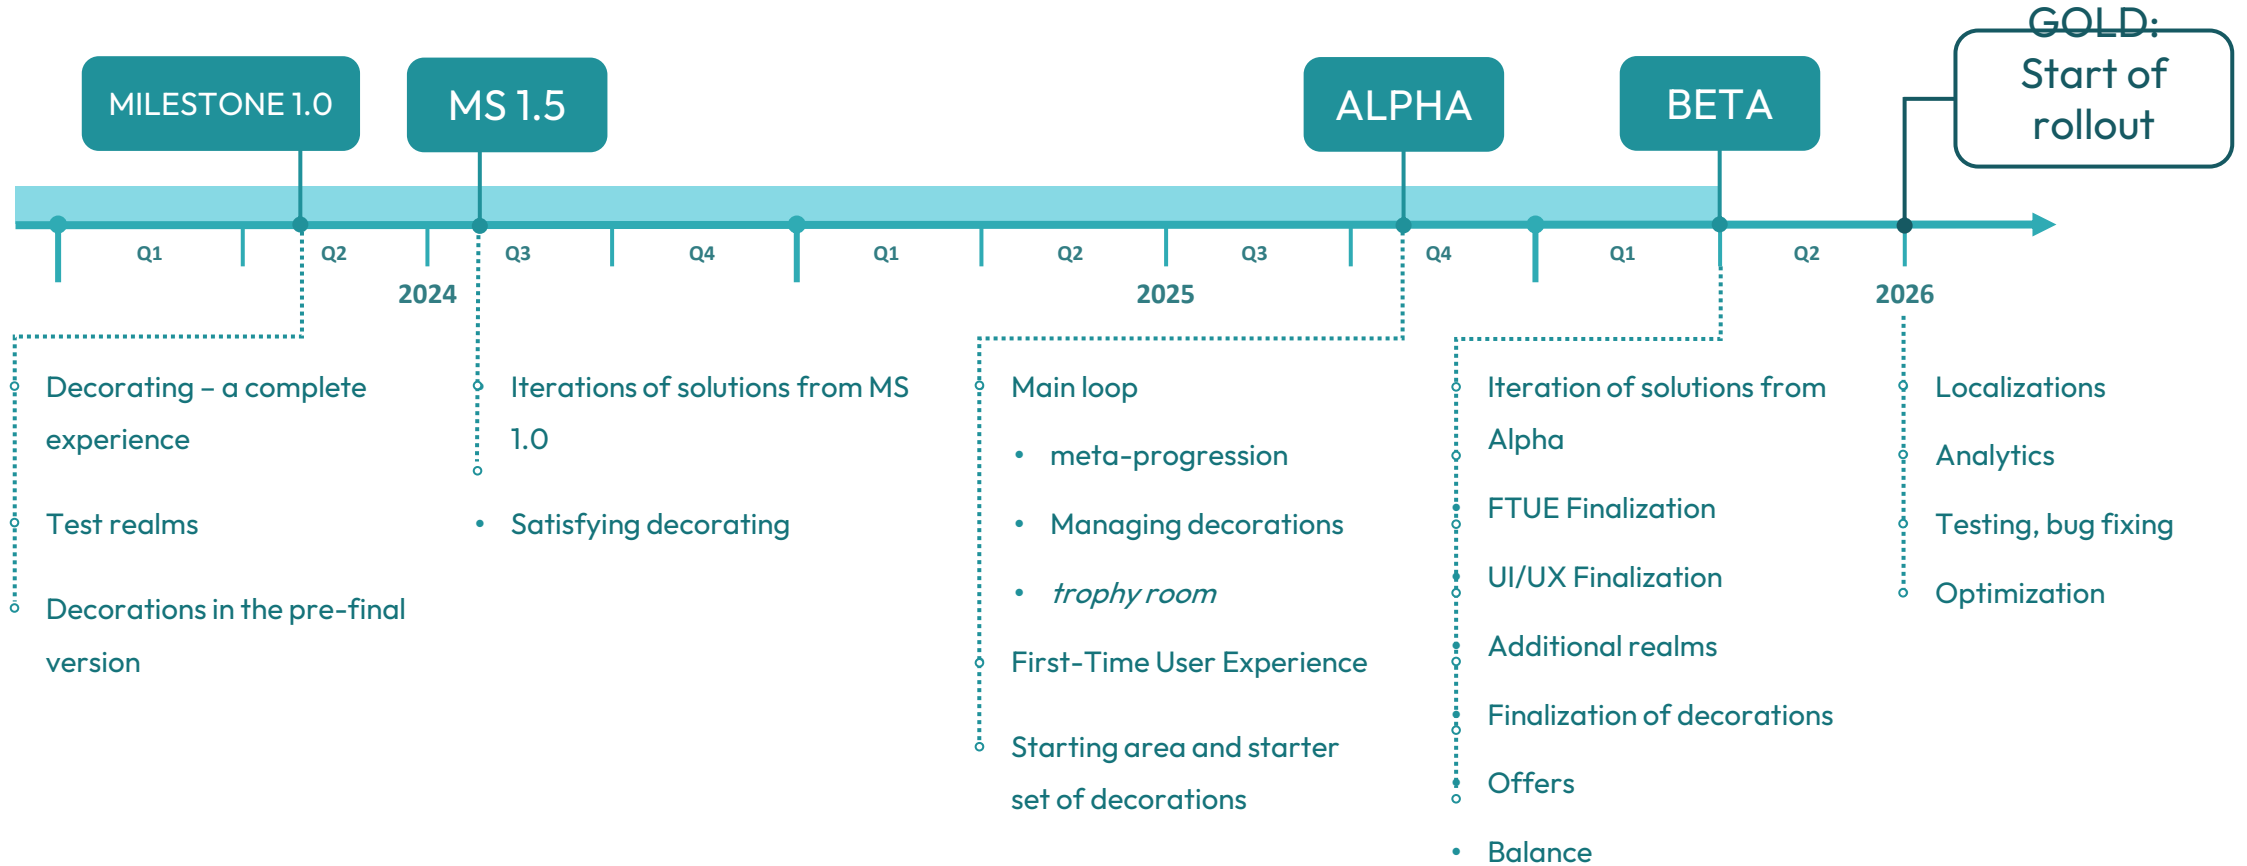 GOLD:
Start of
rollout
MILESTONE 1.0
MS 1.5
ALPHA
BETA
Q1
Q2
Q3
Q4
Q1
Q2
Q3
Q4
Q1
Q2
2024
2025
2026
Decorating – a complete
experience
Test realms
Decorations in the pre-final
version
Iterations of solutions from MS
1.0
• Satisfying decorating
Main loop
• meta-progression
• Managing decorations
• trophy room
First-Time User Experience
Starting area and starter
set of decorations
Iteration of solutions from
Alpha
• FTUE Finalization
• UI/UX Finalization
• Additional realms
• Finalization of decorations
• Offers
• Balance
Localizations
Analytics
Testing, bug fixing
Optimization